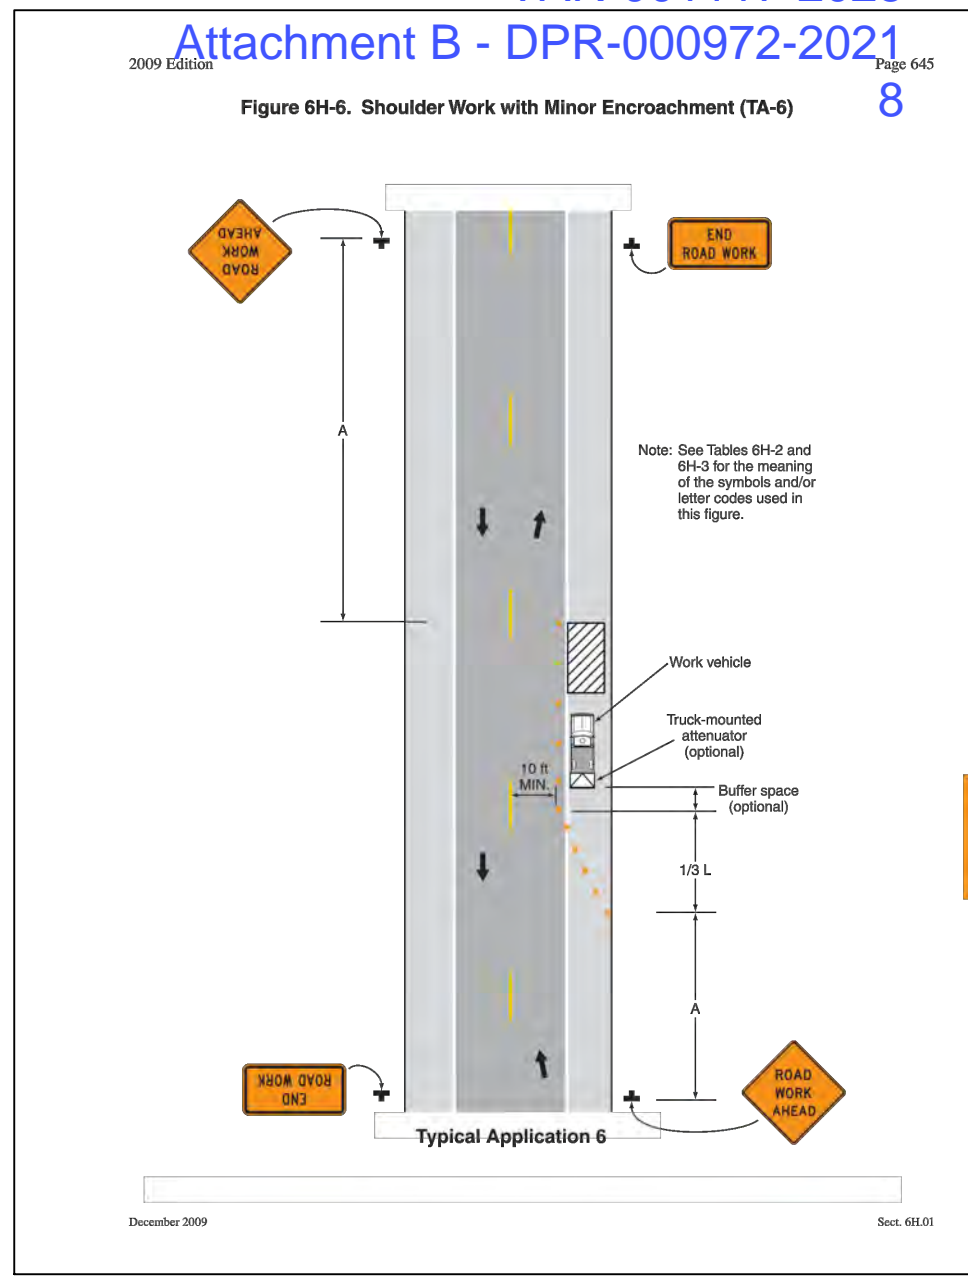 Attachment B - DPR-000972-2021
2009 Edition
Page 645
8
Figure 6H-6. Shoulder Work with Minor Encroachment (TA-6)
ROAD
WORK
AHEAD
END
ROAD WORK
A
Note: See Tables 6H-2 and
6H-3 for the meaning
of the symbols and/or
letter codes used in
this figure.
Work vehicle
Truck-mounted
attenuator
(optional)
10 ft
MIN.
Buffer space
(optional)
1/3 L
A
END
ROAD WORK
ROAD
WORK
AHEAD
Typical Application 6
December 2009
Sect. 6H.01